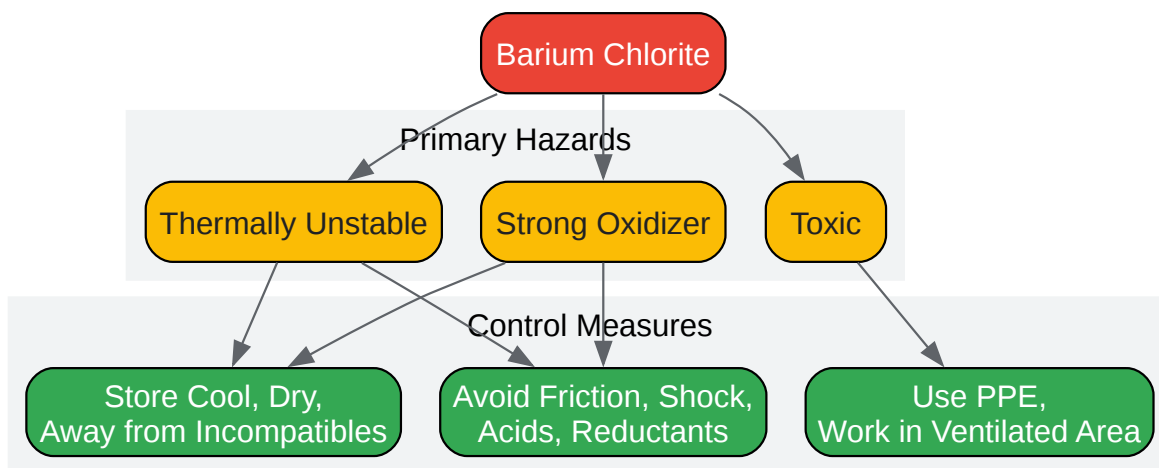 Barium Chlorite
Primary Hazards
Thermally Unstable
Strong Oxidizer
Toxic
Control Measures
Store Cool, Dry,
Away from Incompatibles
Avoid Friction, Shock,
Acids, Reductants
Use PPE,
Work in Ventilated Area